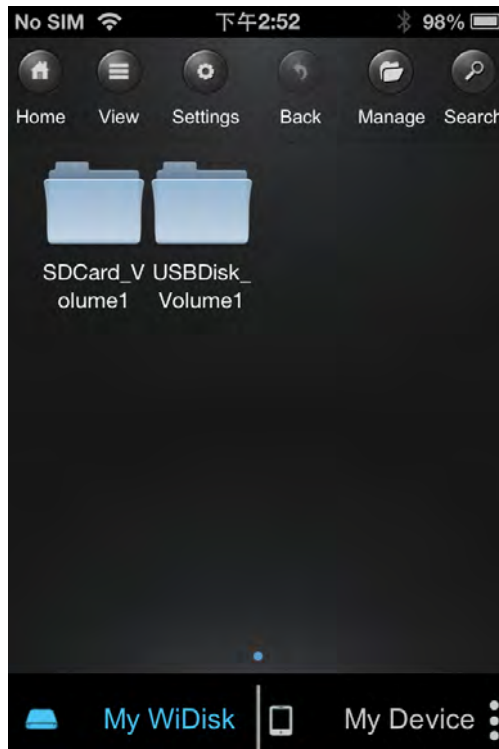 No SIM 下午2:52 98%
Home View Settings Back Manage Search
SDCard_V
olume1
USBDisk_
Volume1
My WiDisk My Device